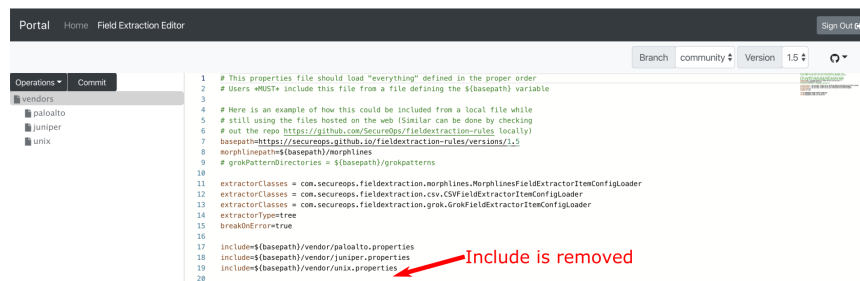 Portal Home Field Extraction Editor Sign Out
Branch community Version 1.5
Operations Commit
vendors
paloalto
juniper
unix
1 # This properties file should load "everything" defined in the proper order
2 # Users *MUST* include this file from a file defining the ${basepath} variable
3
4 # Here is an example of how this could be included from a local file while
5 # still using the files hosted on the web (Similar can be done by checking
6 # out the repo https://github.com/SecureOps/fieldextraction-rules locally)
7 basepath=https://secureops.github.io/fieldextraction-rules/versions/1.5
8 morphlinepath=${basepath}/morphlines
9 # grokPatternDirectories = ${basepath}/grokpatterns
10
11 extractorClasses = com.secureops.fieldextraction.morphlines.MorphlinesFieldExtractorItemConfigLoader
12 extractorClasses = com.secureops.fieldextraction.csv.CSVFieldExtractorItemConfigLoader
13 extractorClasses = com.secureops.fieldextraction.grok.GrokFieldExtractorItemConfigLoader
14 extractorType=tree
15 breakOnError=true
16
17 include=${basepath}/vendor/paloalto.properties
18 include=${basepath}/vendor/juniper.properties
19 include=${basepath}/vendor/unix.properties
20
Include is removed